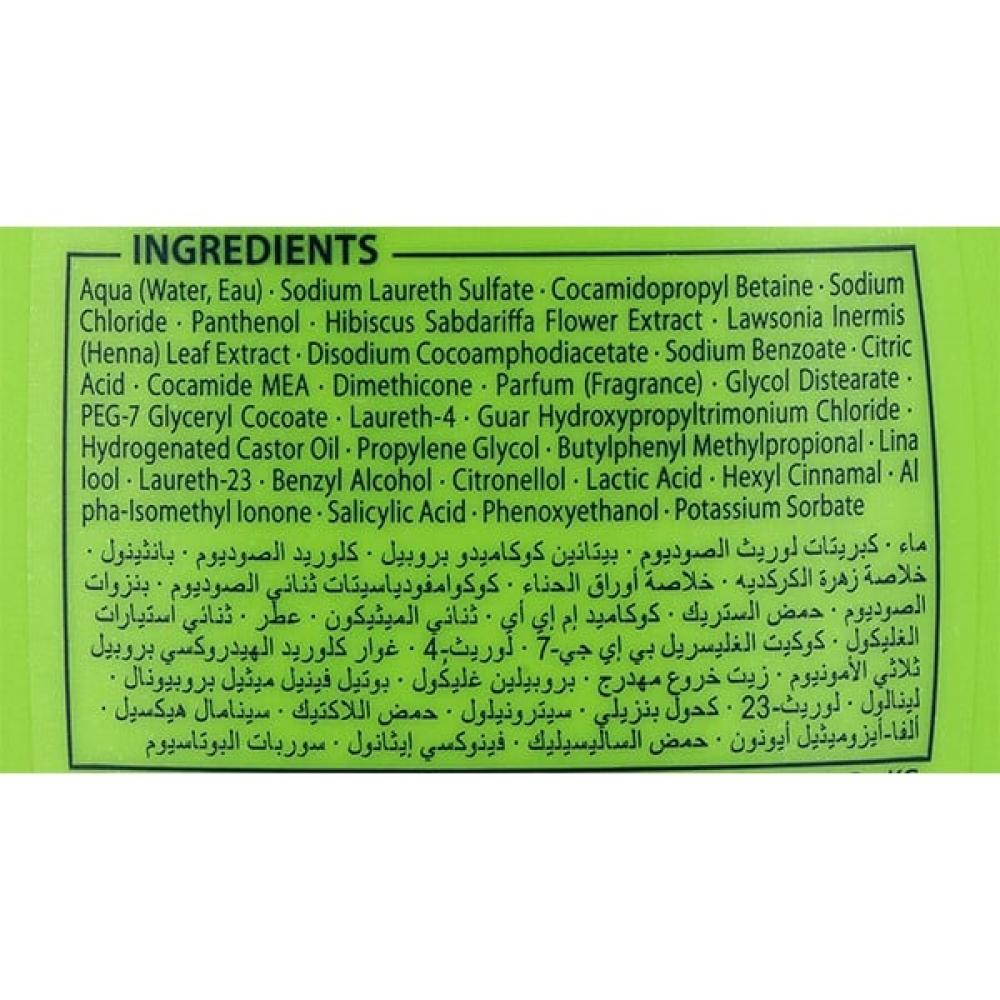 INGREDIENTS
Aqua (Water, Eau) · Sodium Laureth Sulfate · Cocamidopropyl Betaine · Sodium
Chloride · Panthenol · Hibiscus Sabdariffa Flower Extract · Lawsonia Inermis
(Henna) Leaf Extract · Disodium Cocoamphodiacetate · Sodium Benzoate · Citric
Acid · Cocamide MEA · Dimethicone · Parfum (Fragrance) · Glycol Distearate ·
PEG-7 Glyceryl Cocoate · Laureth-4 · Guar Hydroxypropyltrimonium Chloride ·
Hydrogenated Castor Oil · Propylene Glycol · Butylphenyl Methylpropional · Lina
lool · Laureth-23 · Benzyl Alcohol · Citronellol · Lactic Acid · Hexyl Cinnamal · Al
pha-Isomethyl Ionone · Salicylic Acid · Phenoxyethanol · Potassium Sorbate
ماء · كبريتات لوريث الصوديوم · بيتانين كوكاميدو بروبيل · كلوريد الصوديوم · بانثينول ·
خلاصة زهرة الكركديه · خلاصة أوراق الحناء · كوكوامفودياسيتات ثنائي الصوديوم · بنزوات
الصوديوم · حمض الستريك · كوكاميد إم إي أي · ثنائي الميثيكون · عطر · ثنائي استيارات
الغليكول · كوكيت الغليسريل بي إي جي-7 · لوريث-4 · غوار كلوريد الهيدروكسي بروبيل
ثلاثي الأمونيوم · زيت خروع مهدرج · بروبيلين غليكول · بوتيل فينيل ميثيل بروبيونال ·
لينالول · لوريث-23 · كحول بنزيلي · سيترونيلول · حمض اللاكتيك · سينامال هيكسيل ·
ألفا-أيزوميثيل أيونون · حمض الساليسيليك · فينوكسي إيثانول · سوربات البوتاسيوم